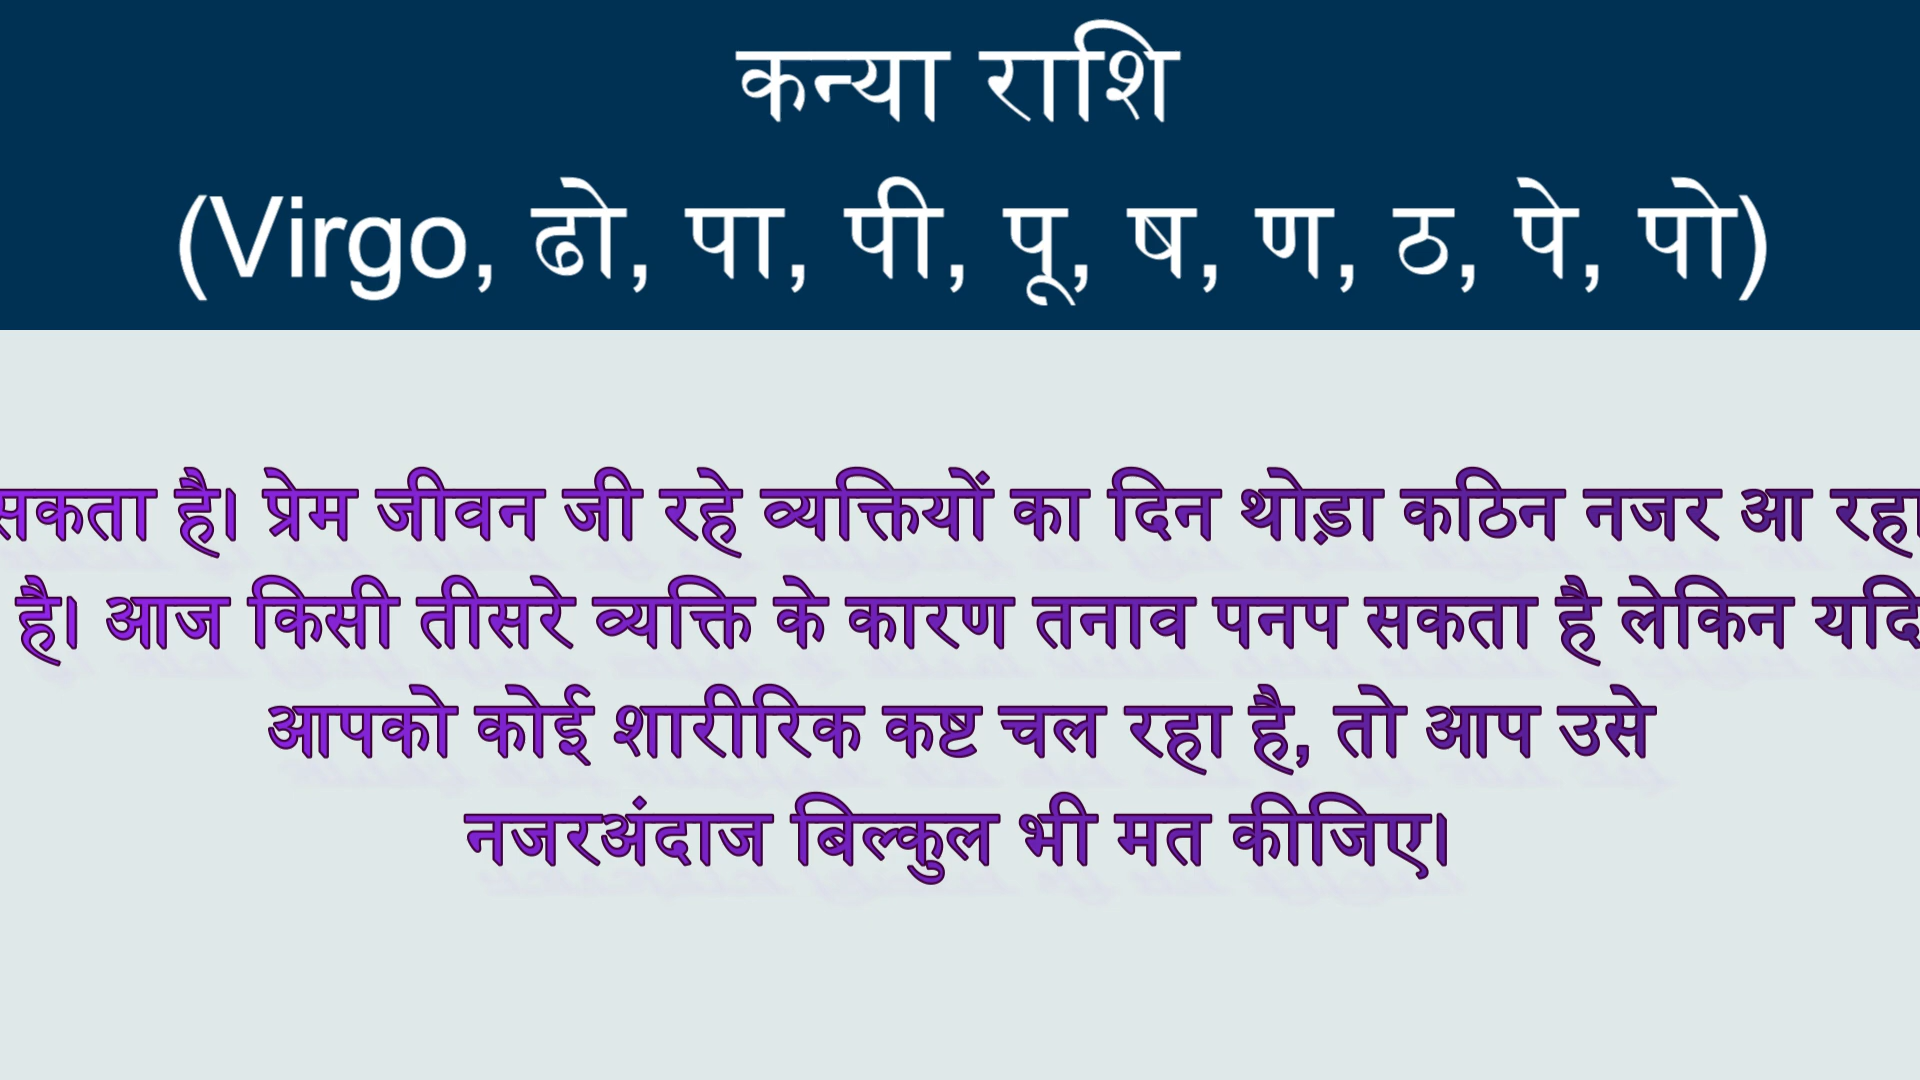 कन्या राशि
(Virgo, ढो, पा, पी, पू, ष, ण, ठ, पे, पो)
सकता है। प्रेम जीवन जी रहे व्यक्तियों का दिन थोड़ा कठिन नजर आ रहा
है। आज किसी तीसरे व्यक्ति के कारण तनाव पनप सकता है लेकिन यदि
आपको कोई शारीरिक कष्ट चल रहा है, तो आप उसे
नजरअंदाज बिल्कुल भी मत कीजिए।